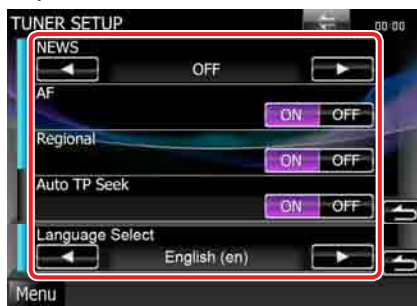 TUNER SETUP 00:00
NEWS
OFF
AF
ON OFF
Regional
ON OFF
Auto TP Seek
ON OFF
Language Select
English (en)
Menu